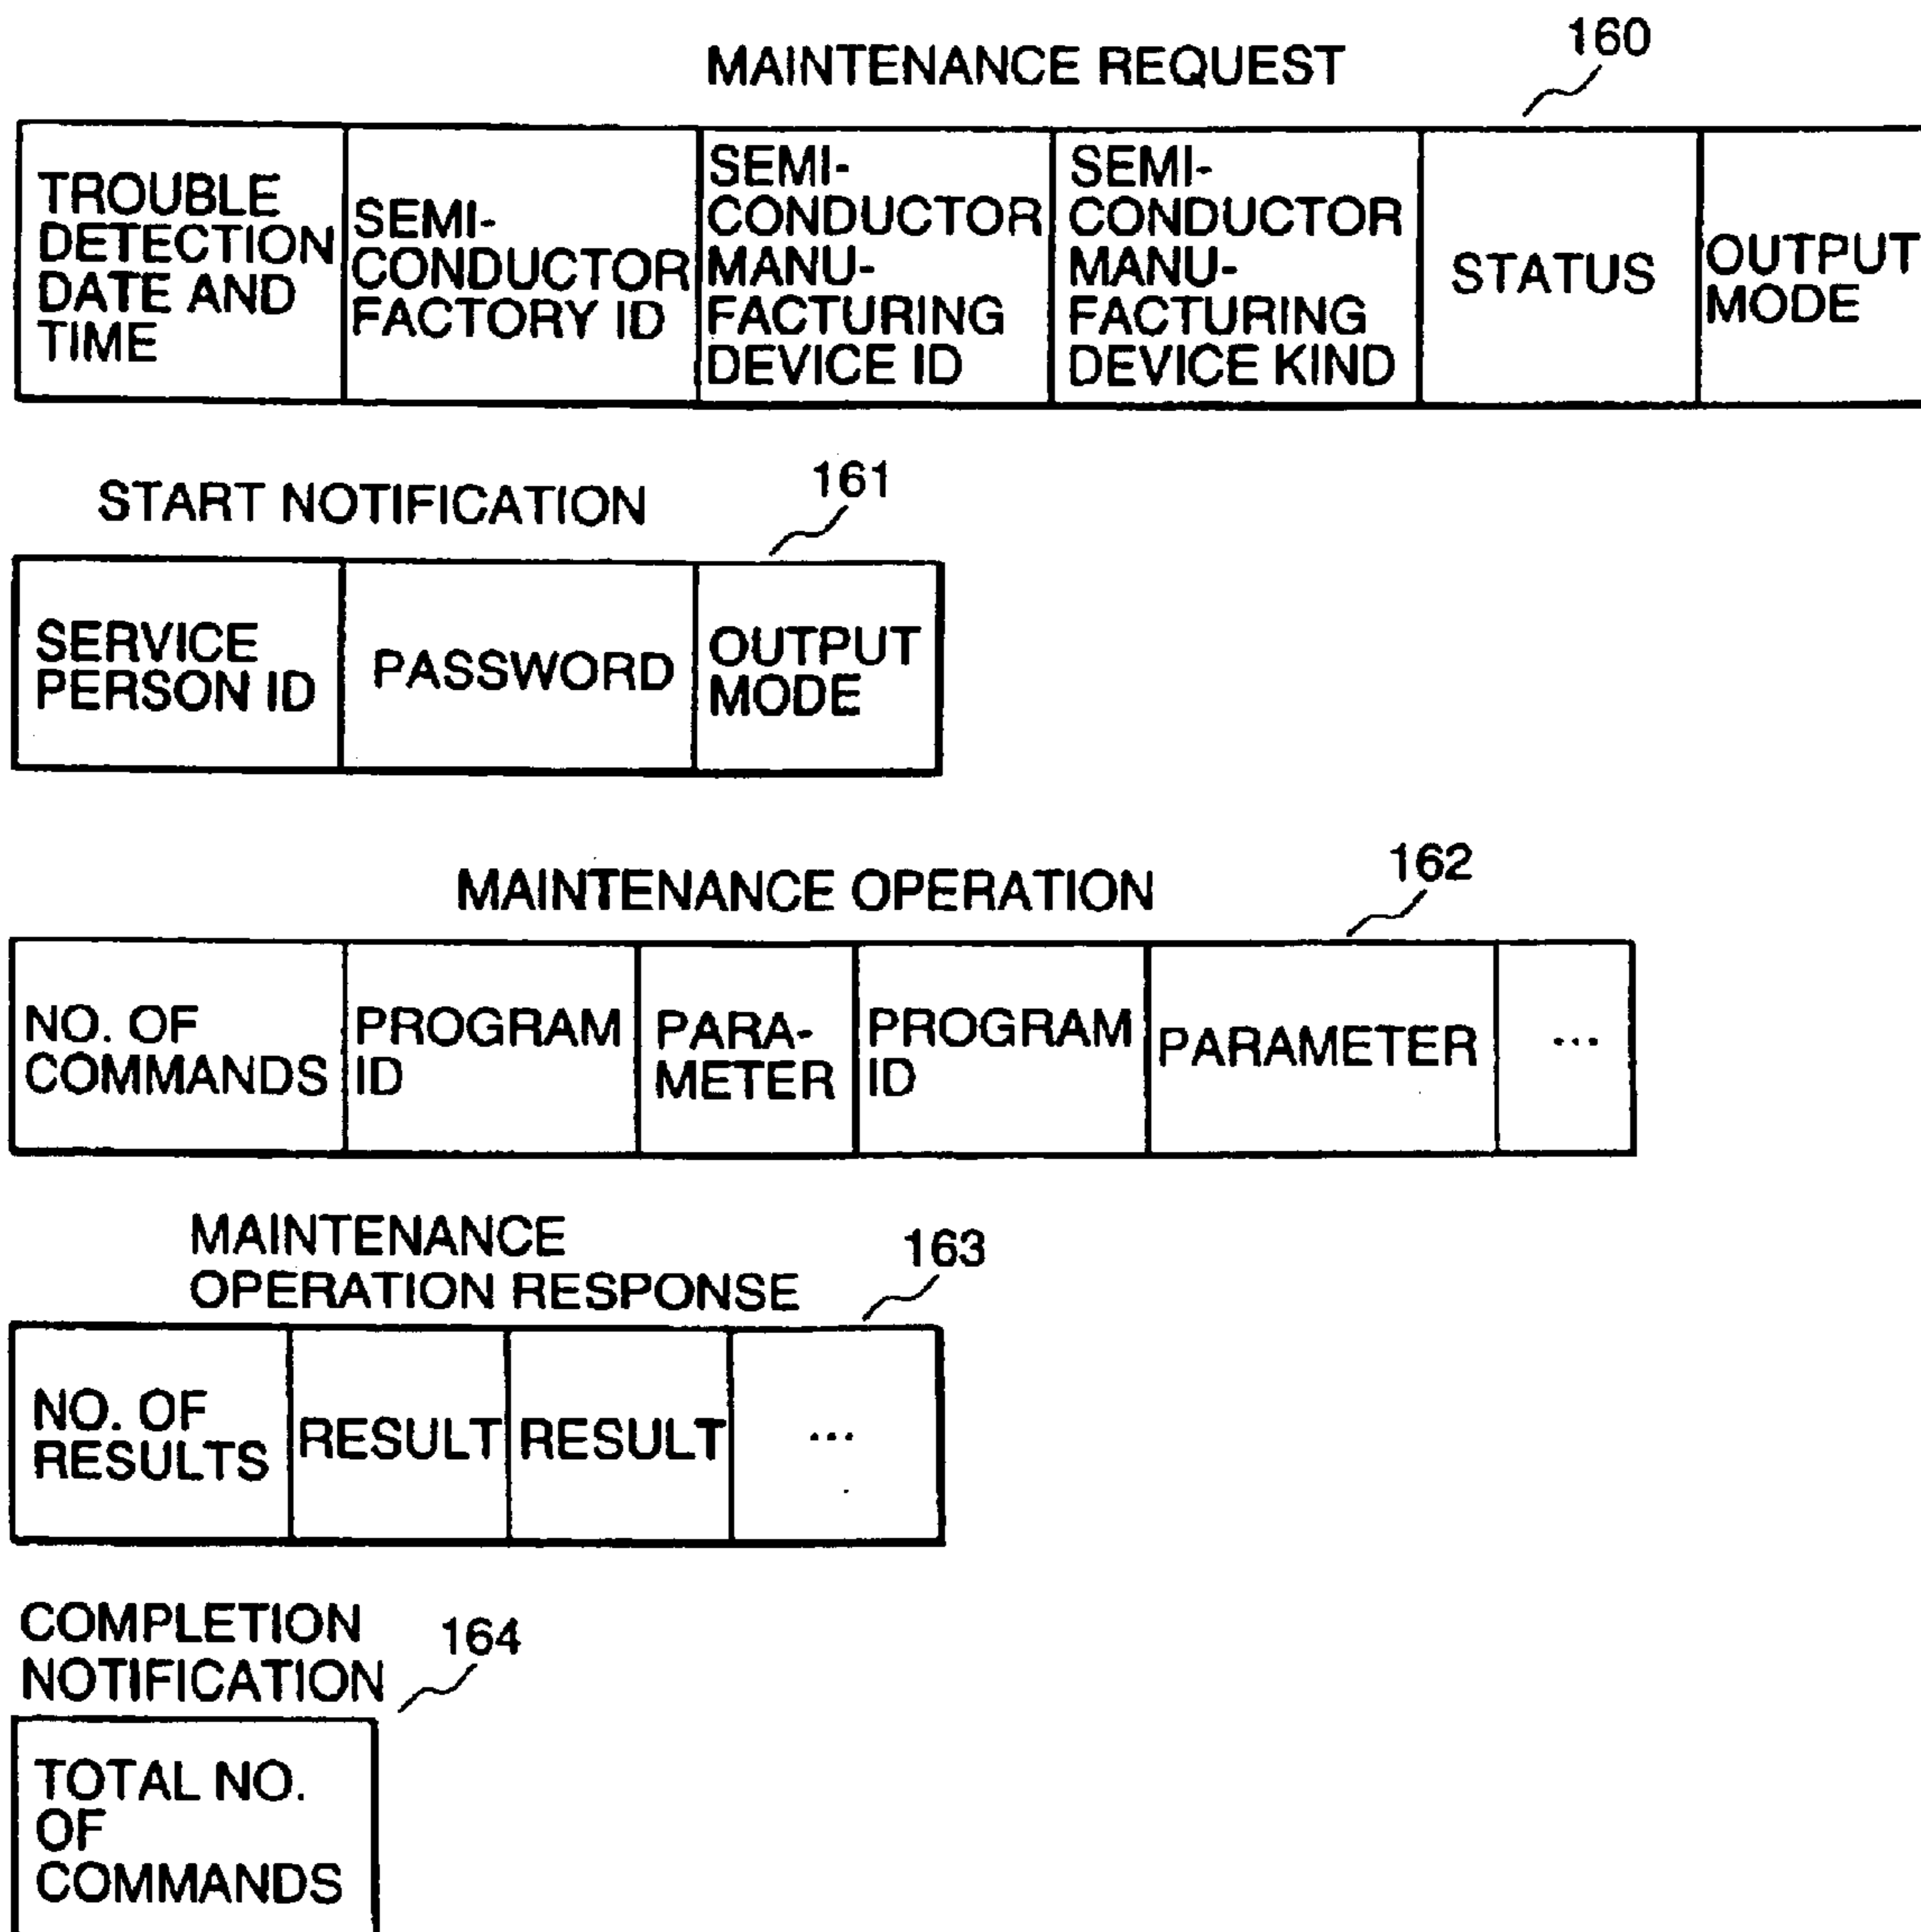 MAINTENANCE REQUEST
160
TROUBLE
DETECTION
DATE AND
TIME
SEMI-
CONDUCTOR
FACTORY ID
SEMI-
CONDUCTOR
MANU-
FACTURING
DEVICE ID
SEMI-
CONDUCTOR
MANU-
FACTURING
DEVICE KIND
STATUS
OUTPUT
MODE
START NOTIFICATION
161
SERVICE
PERSON ID
PASSWORD
OUTPUT
MODE
MAINTENANCE OPERATION
162
NO. OF
COMMANDS
PROGRAM
ID
PARA-
METER
PROGRAM
ID
PARAMETER
...
MAINTENANCE
OPERATION RESPONSE
163
NO. OF
RESULTS
RESULT
RESULT
...
COMPLETION
NOTIFICATION
164
TOTAL NO.
OF
COMMANDS